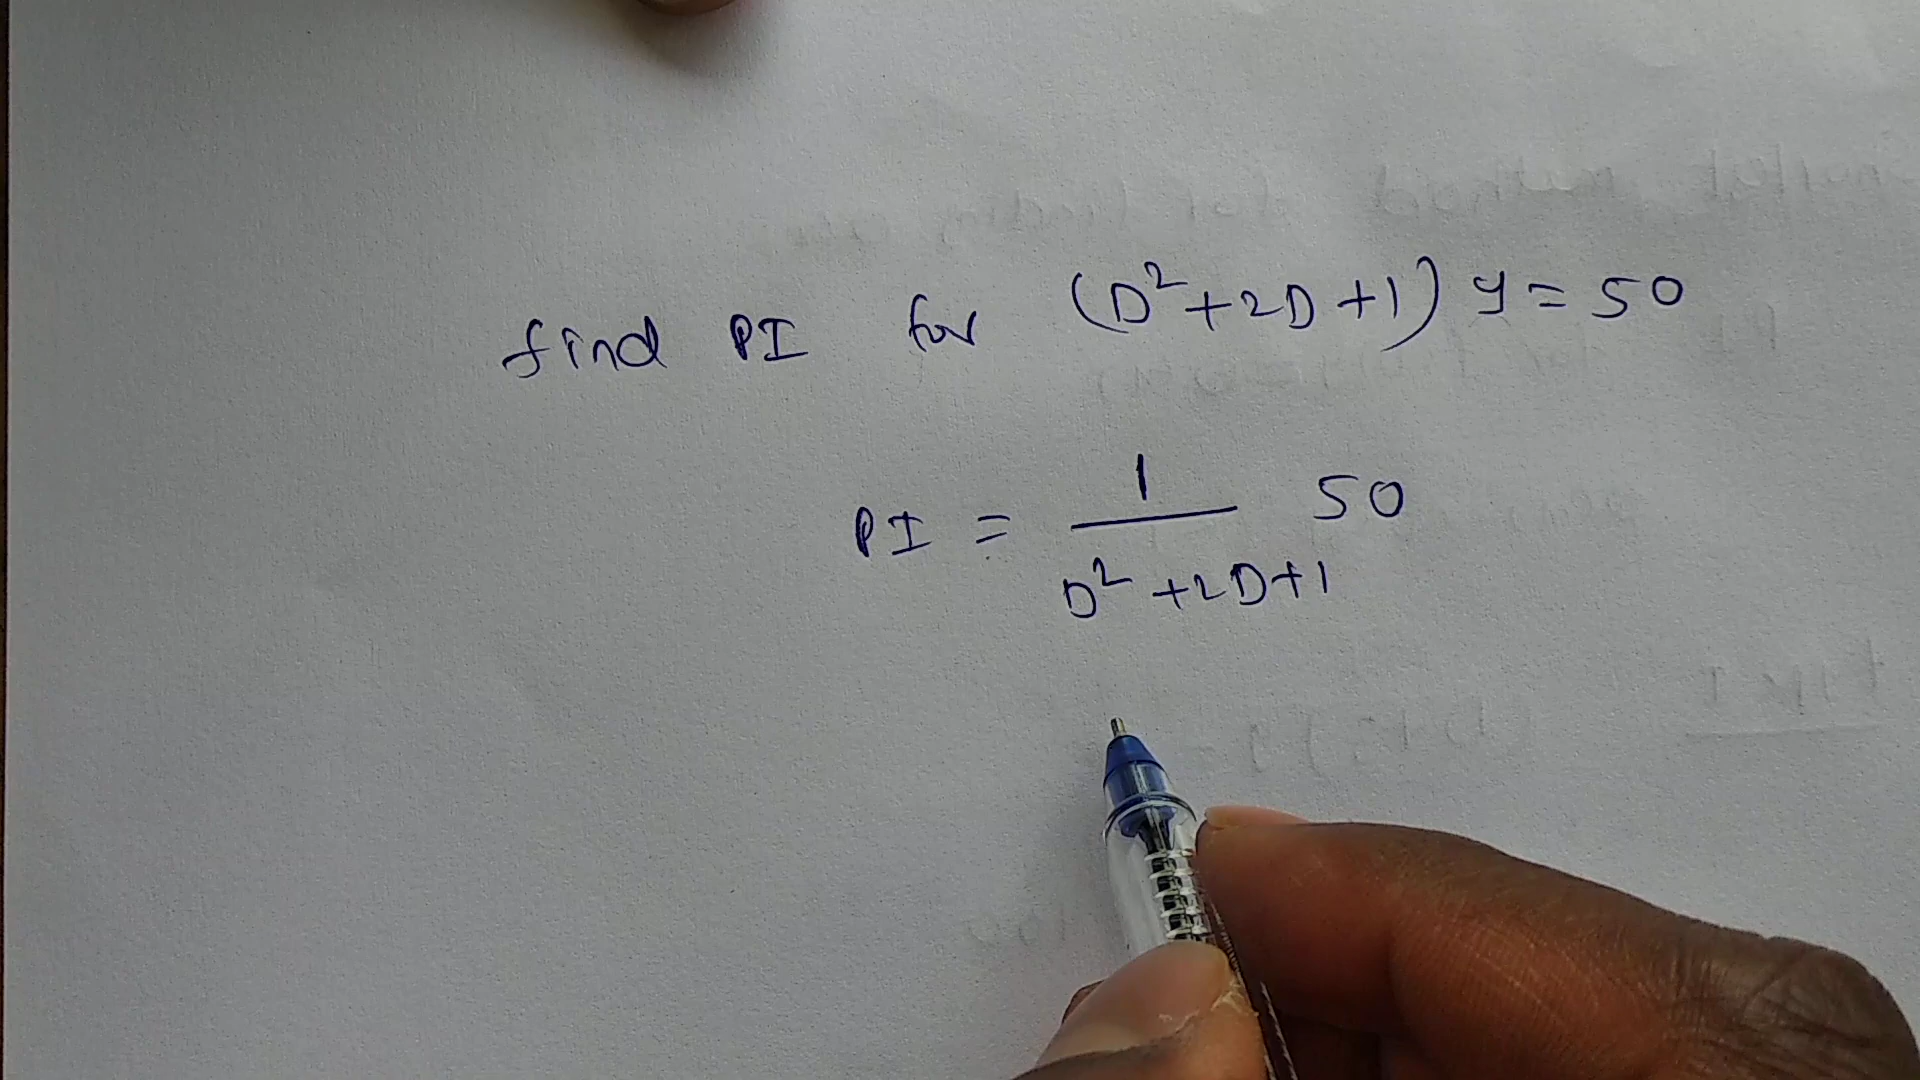 find PI for (D²+2D+1) y = 50
PI = 1/(D²+2D+1) 50